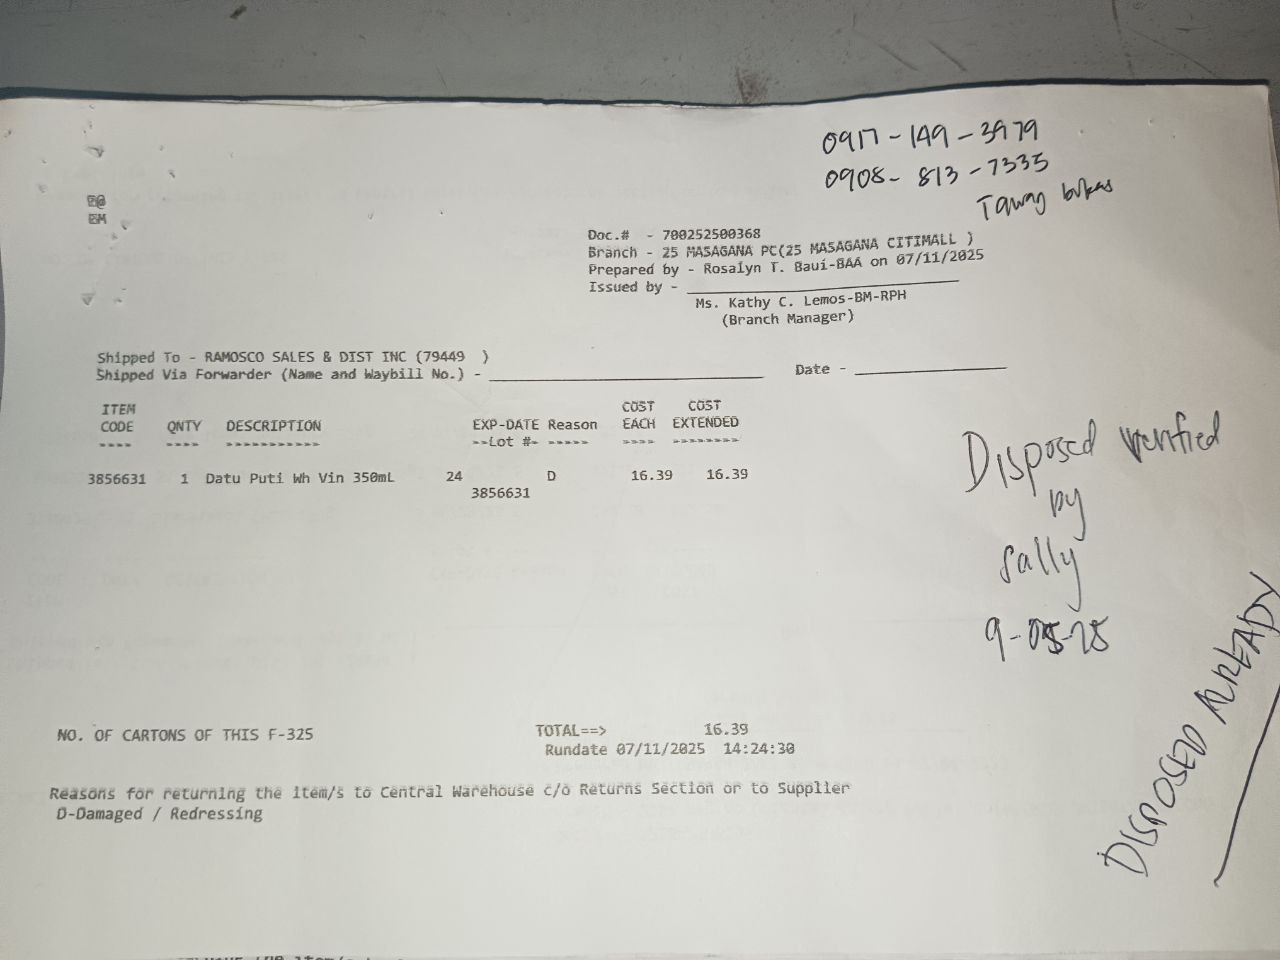 0917-149-3979
0908-813-7335
Tawag bukas
Doc.# - 700252500368
Branch - 25 MASAGANA PC(25 MASAGANA CITIMALL )
Prepared by - Rosalyn T. Baui-BAA on 07/11/2025
Issued by - ____________________
Ms. Kathy C. Lemos-BM-RPH
(Branch Manager)
Shipped To - RAMOSCO SALES & DIST INC (79449 )
Shipped Via Forwarder (Name and Waybill No.) - ____________________ Date - ____________________
ITEM COST COST
CODE QNTY DESCRIPTION EXP-DATE Reason EACH EXTENDED
---- ---- ----------- --Lot #- ----- ---- --------
3856631 1 Datu Puti Wh Vin 350mL 24 D 16.39 16.39
3856631
Disposed verified
by
Sally
9-05-25
DISPOSED ALREADY
NO. OF CARTONS OF THIS F-325 TOTAL==> 16.39
Rundate 07/11/2025 14:24:30
Reasons for returning the item/s to Central Warehouse c/o Returns Section or to Supplier
D-Damaged / Redressing